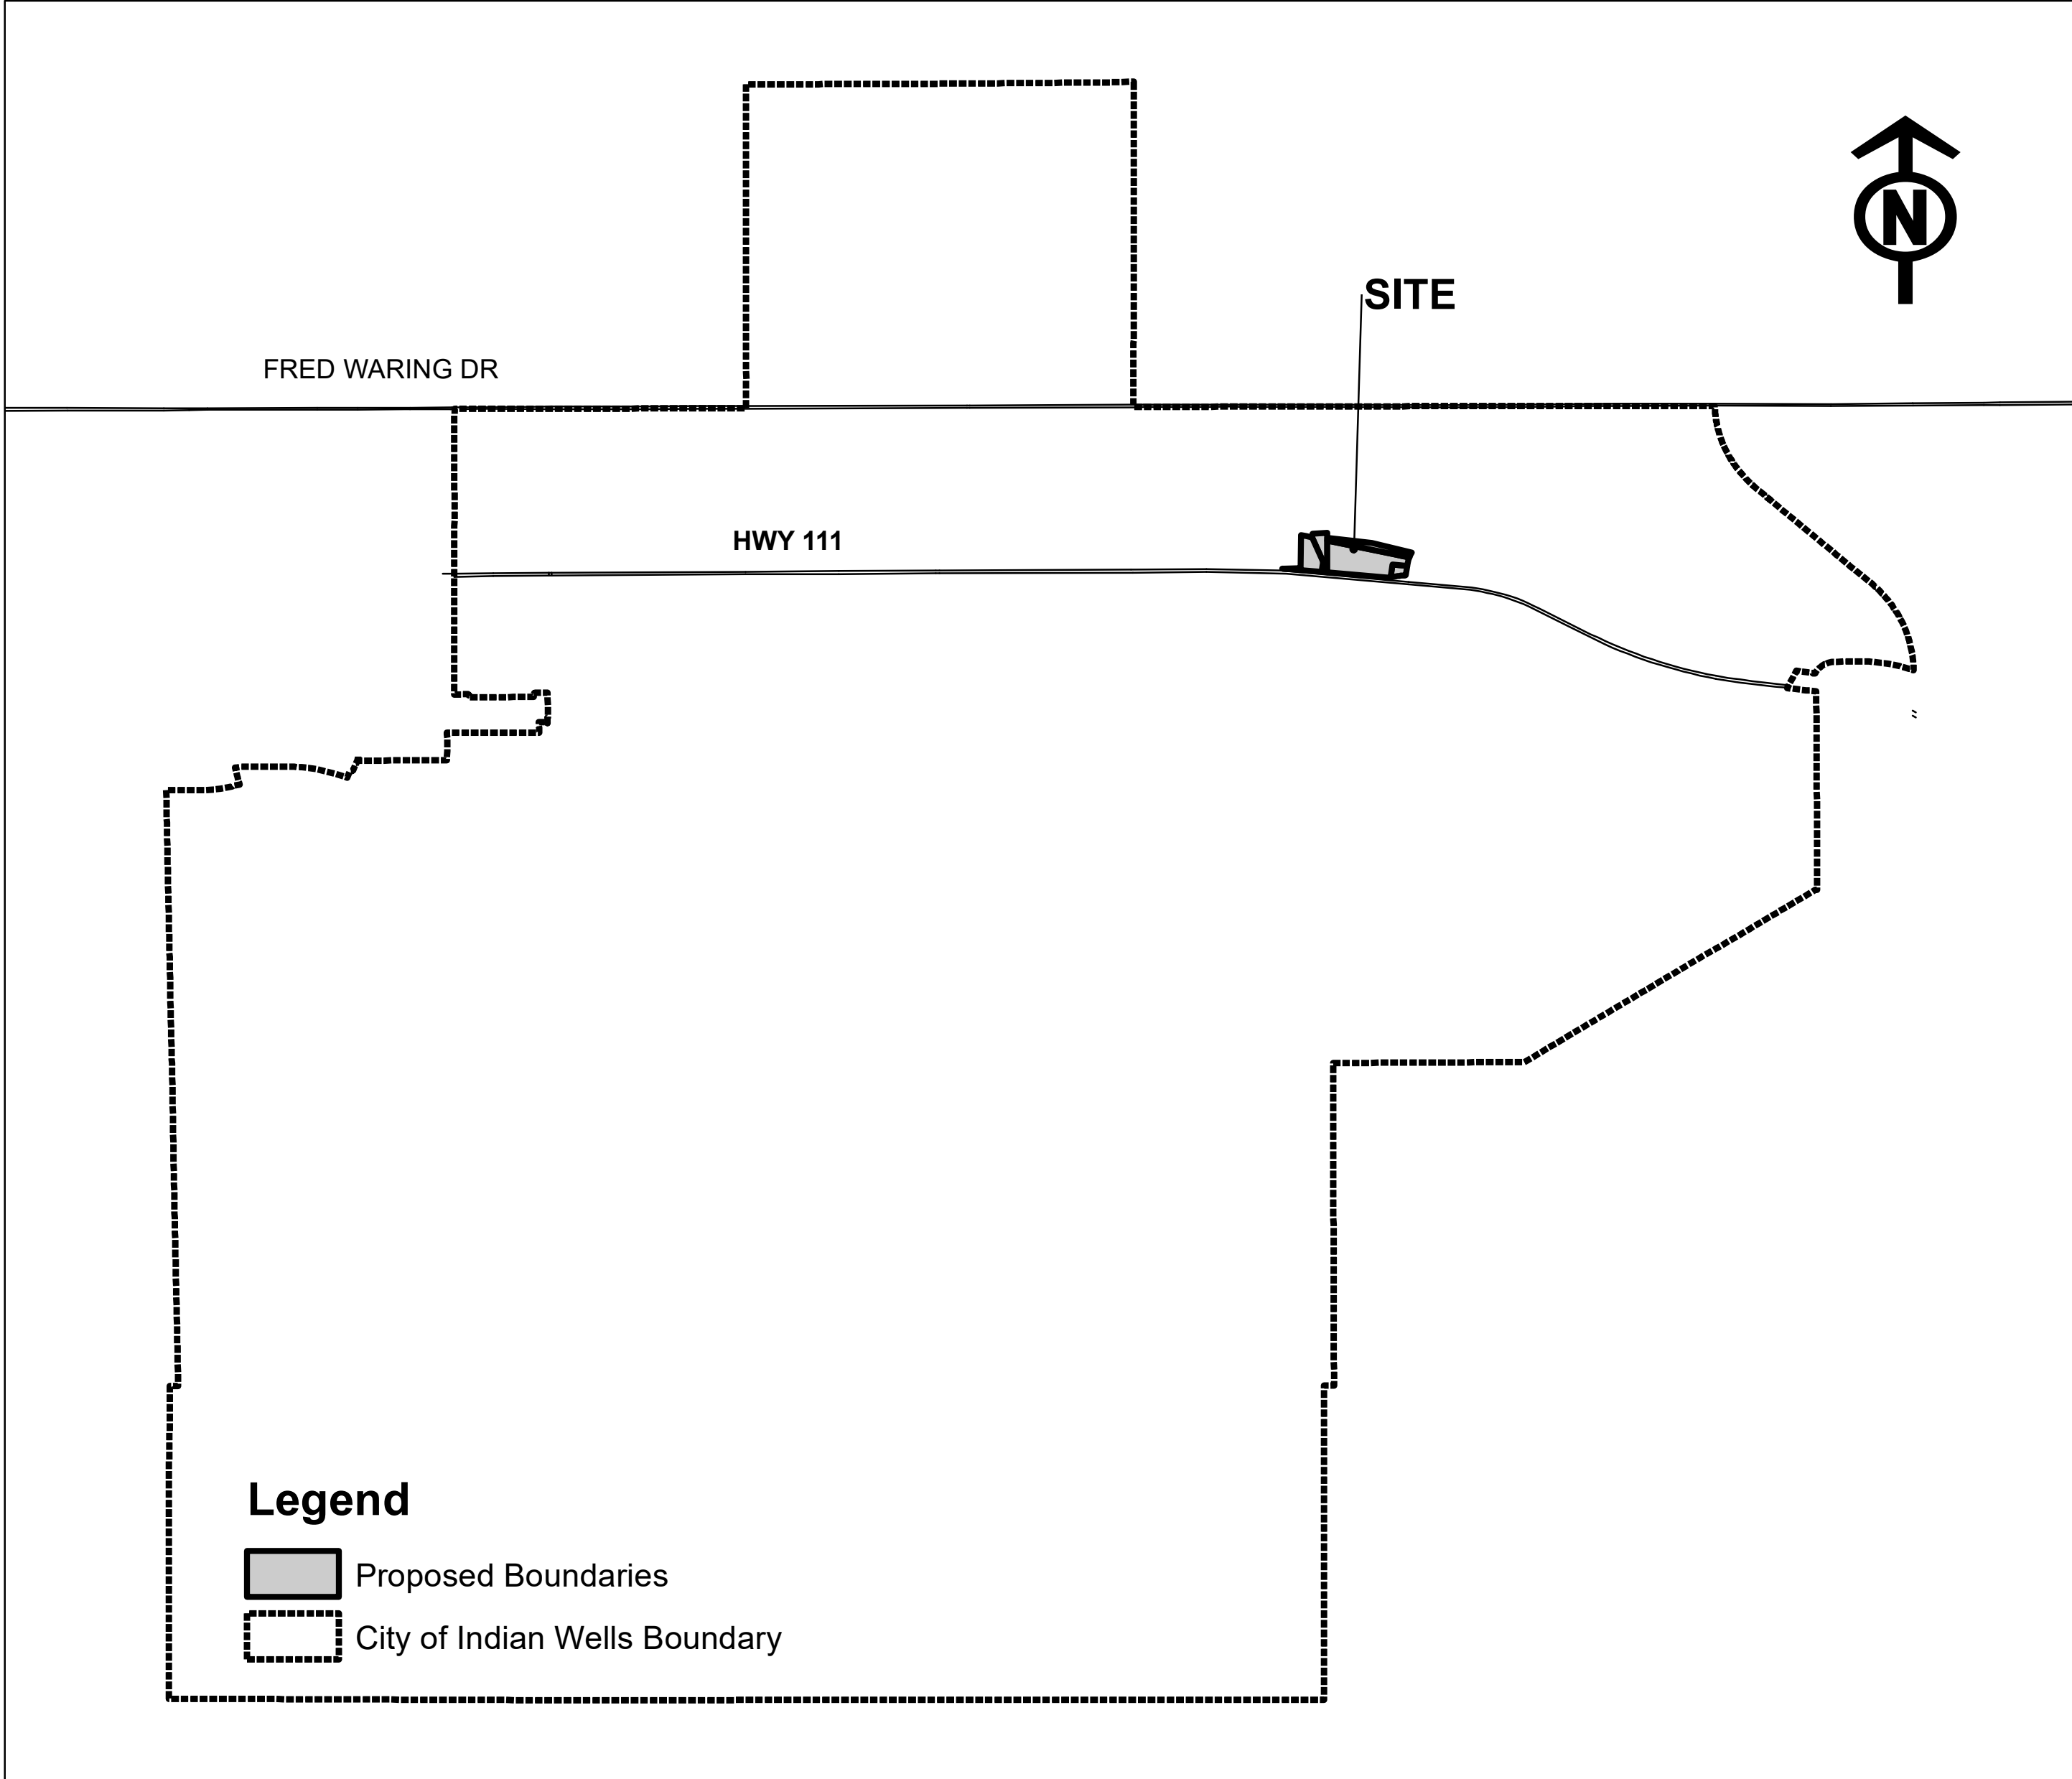 N
SITE
FRED WARING DR
HWY 111
Legend
Proposed Boundaries
City of Indian Wells Boundary